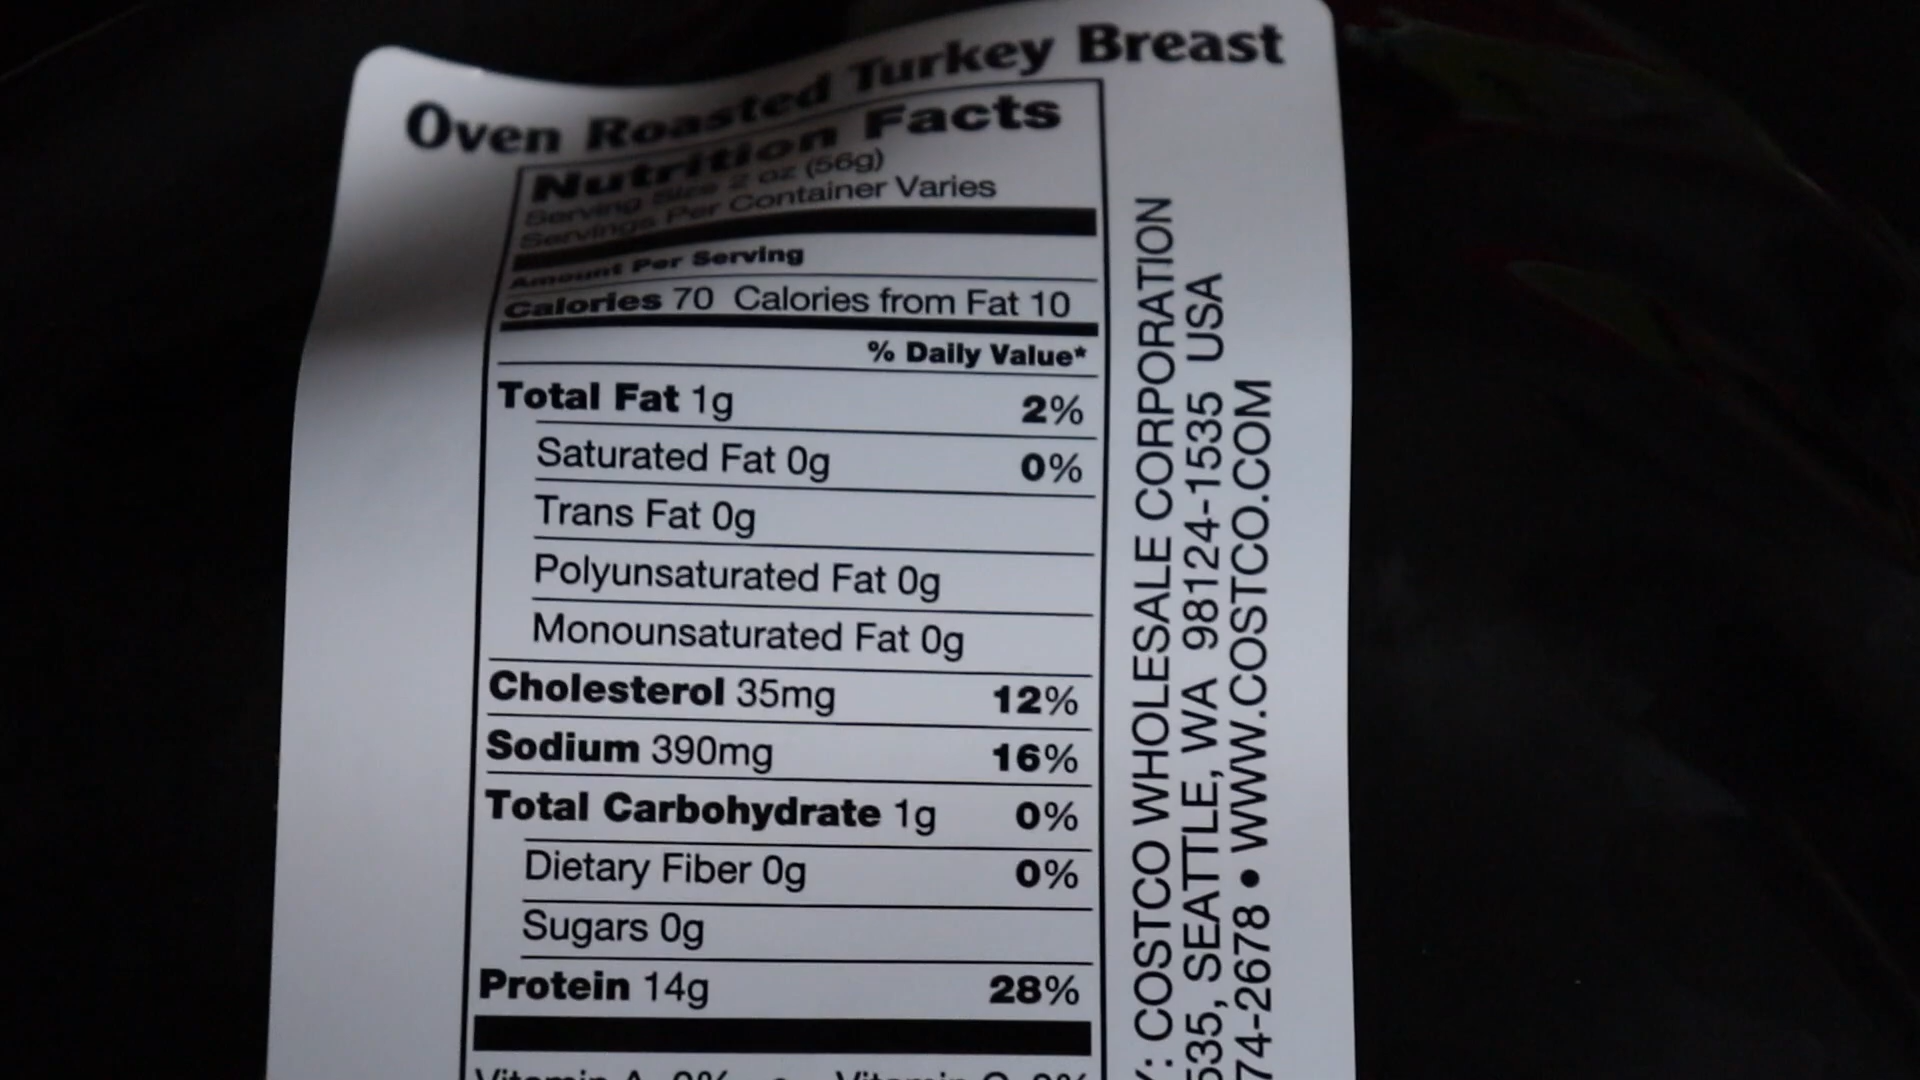 Oven Roasted Turkey Breast
Nutrition Facts
Serving Size 2 oz (56g)
Servings Per Container Varies
Amount Per Serving
Calories 70 Calories from Fat 10
% Daily Value*
Total Fat 1g 2%
Saturated Fat 0g 0%
Trans Fat 0g
Polyunsaturated Fat 0g
Monounsaturated Fat 0g
Cholesterol 35mg 12%
Sodium 390mg 16%
Total Carbohydrate 1g 0%
Dietary Fiber 0g 0%
Sugars 0g
Protein 14g 28%
: COSTCO WHOLESALE CORPORATION
535, SEATTLE, WA 98124-1535 USA
74-2678 • WWW.COSTCO.COM